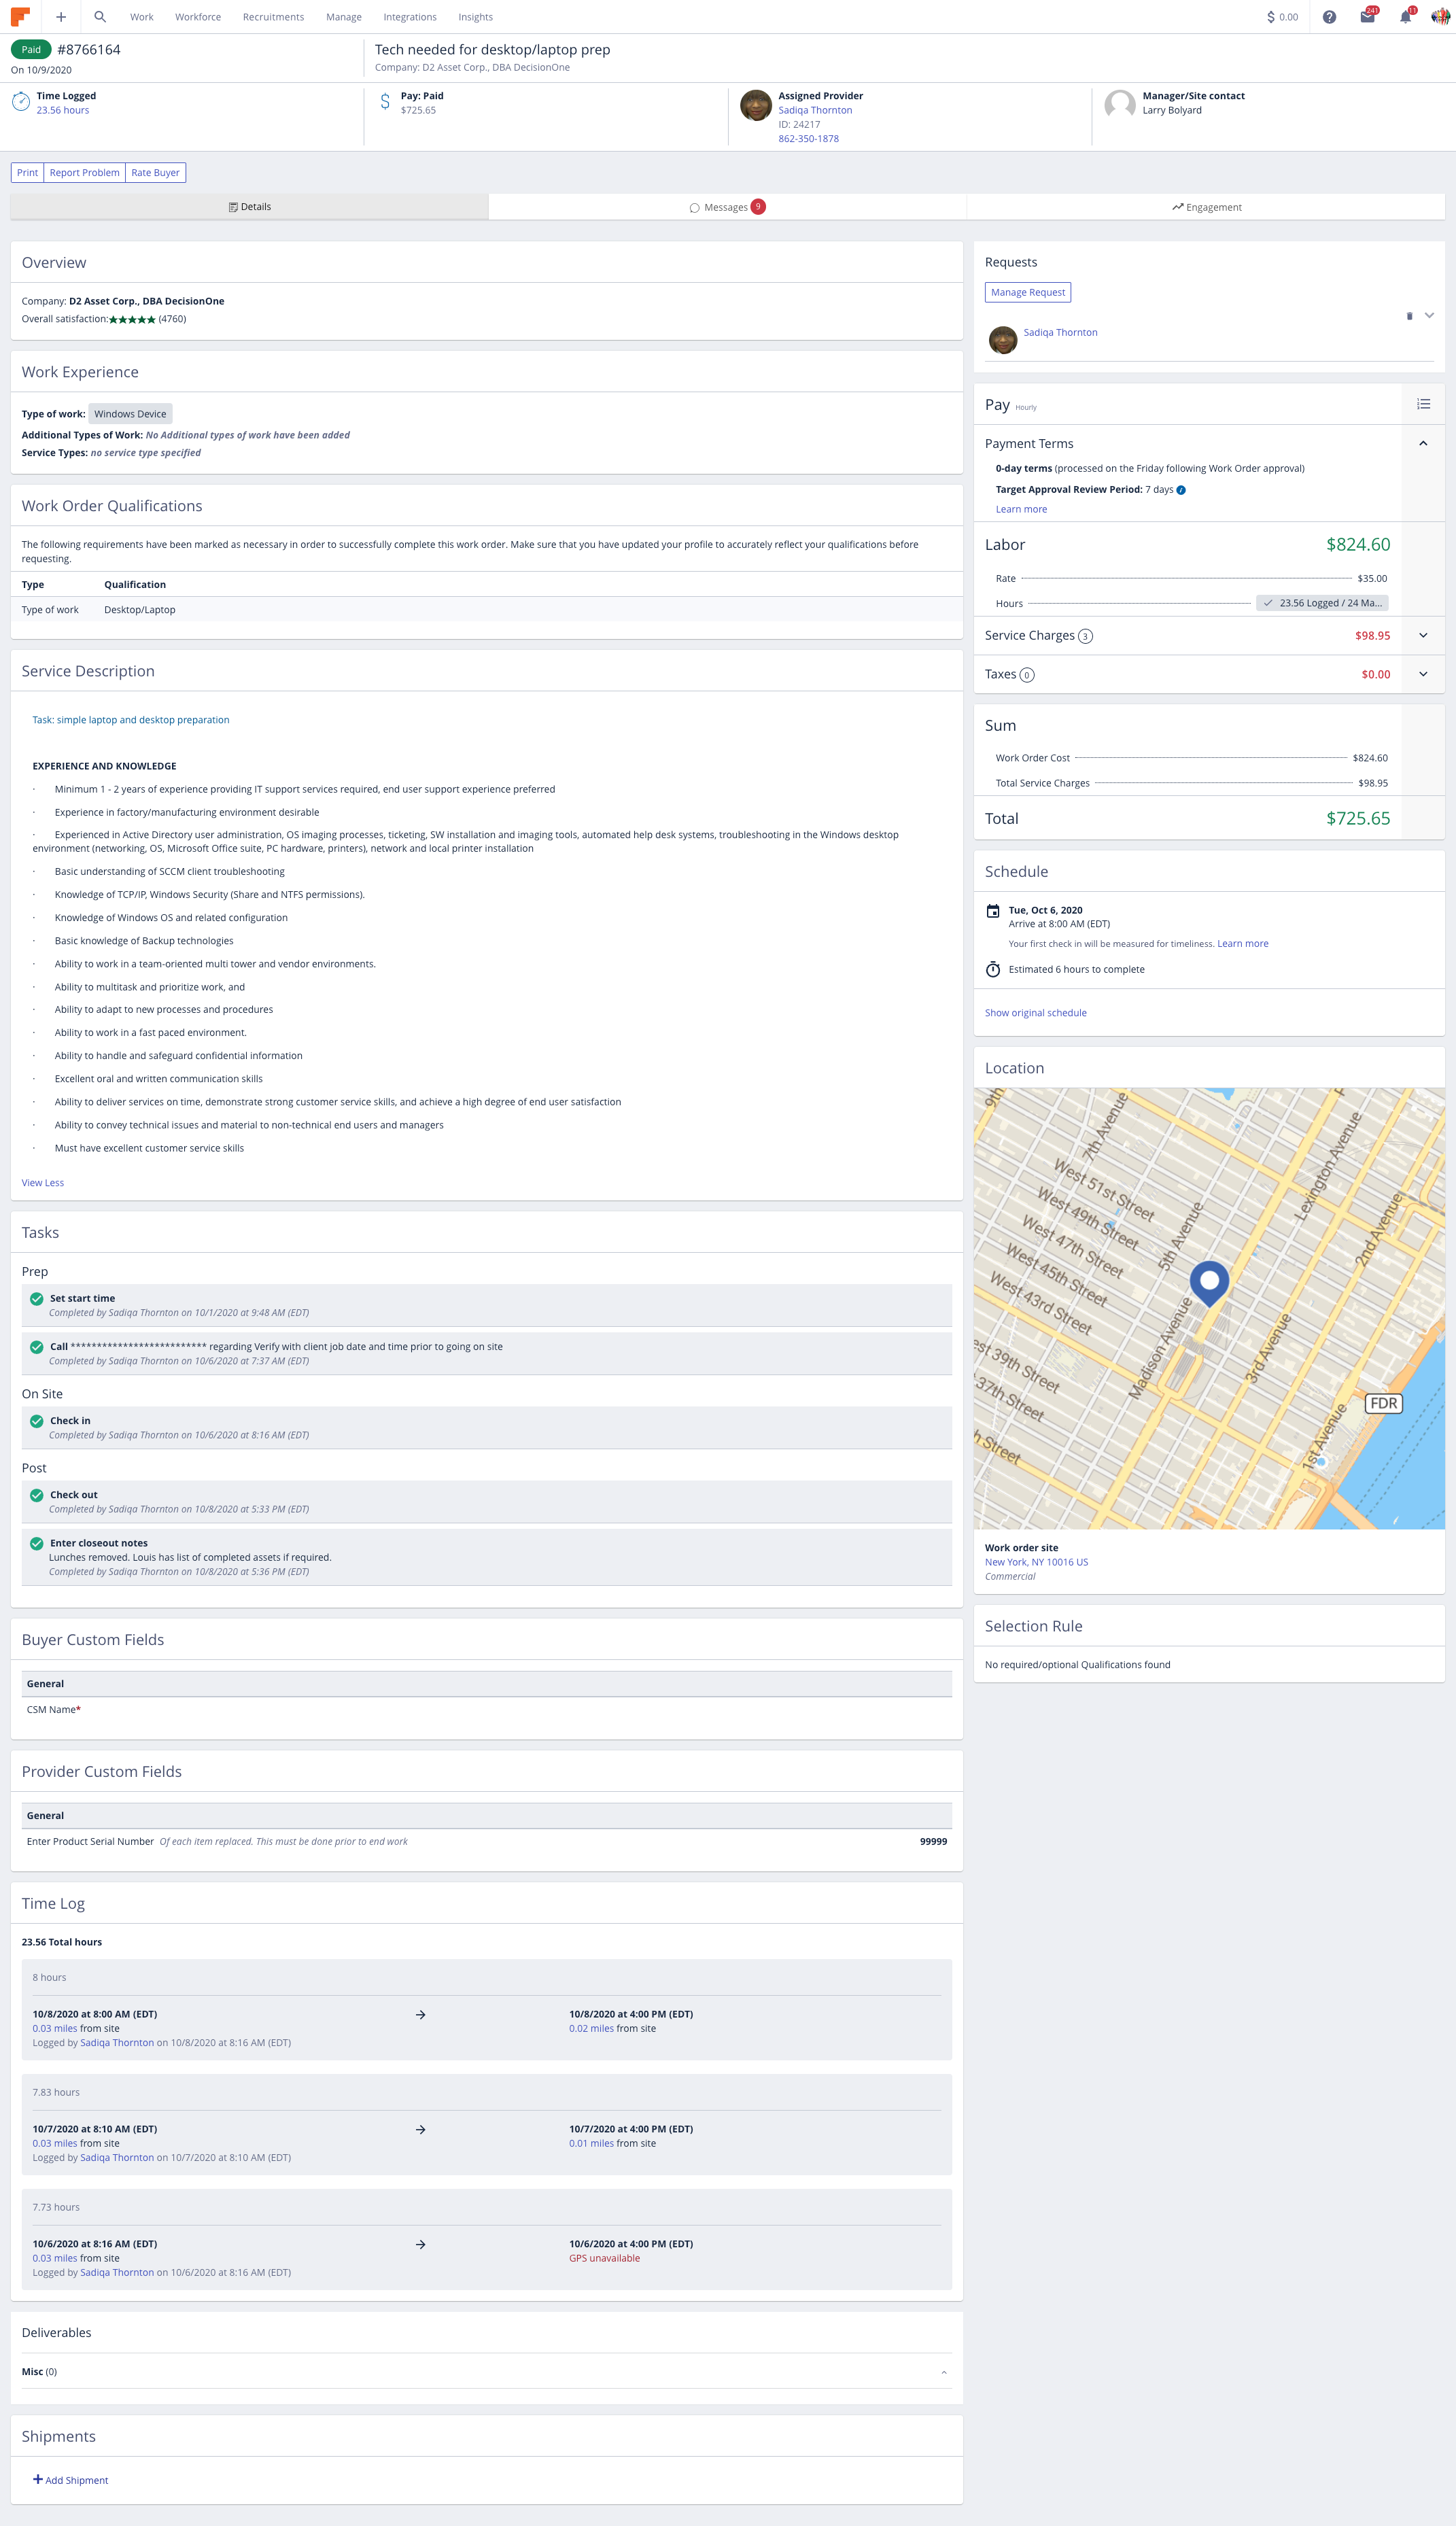 Work Workforce Recruitments Manage Integrations Insights $ 0.00 241 11
Paid #8766164
On 10/9/2020
Tech needed for desktop/laptop prep
Company: D2 Asset Corp., DBA DecisionOne
Time Logged
23.56 hours
Pay: Paid
$725.65
Assigned Provider
Sadiqa Thornton
ID: 24217
862-350-1878
Manager/Site contact
Larry Bolyard
Print Report Problem Rate Buyer
Details Messages 9 Engagement
Overview
Company: D2 Asset Corp., DBA DecisionOne
Overall satisfaction:★★★★★ (4760)
Work Experience
Type of work: Windows Device
Additional Types of Work: No Additional types of work have been added
Service Types: no service type specified
Work Order Qualifications
The following requirements have been marked as necessary in order to successfully complete this work order. Make sure that you have updated your profile to accurately reflect your qualifications before
requesting.
Type Qualification
Type of work Desktop/Laptop
Service Description
Task: simple laptop and desktop preparation
EXPERIENCE AND KNOWLEDGE
· Minimum 1 - 2 years of experience providing IT support services required, end user support experience preferred
· Experience in factory/manufacturing environment desirable
· Experienced in Active Directory user administration, OS imaging processes, ticketing, SW installation and imaging tools, automated help desk systems, troubleshooting in the Windows desktop
environment (networking, OS, Microsoft Office suite, PC hardware, printers), network and local printer installation
· Basic understanding of SCCM client troubleshooting
· Knowledge of TCP/IP, Windows Security (Share and NTFS permissions).
· Knowledge of Windows OS and related configuration
· Basic knowledge of Backup technologies
· Ability to work in a team-oriented multi tower and vendor environments.
· Ability to multitask and prioritize work, and
· Ability to adapt to new processes and procedures
· Ability to work in a fast paced environment.
· Ability to handle and safeguard confidential information
· Excellent oral and written communication skills
· Ability to deliver services on time, demonstrate strong customer service skills, and achieve a high degree of end user satisfaction
· Ability to convey technical issues and material to non-technical end users and managers
· Must have excellent customer service skills
View Less
Tasks
Prep
Set start time
Completed by Sadiqa Thornton on 10/1/2020 at 9:48 AM (EDT)
Call ************************** regarding Verify with client job date and time prior to going on site
Completed by Sadiqa Thornton on 10/6/2020 at 7:37 AM (EDT)
On Site
Check in
Completed by Sadiqa Thornton on 10/6/2020 at 8:16 AM (EDT)
Post
Check out
Completed by Sadiqa Thornton on 10/8/2020 at 5:33 PM (EDT)
Enter closeout notes
Lunches removed. Louis has list of completed assets if required.
Completed by Sadiqa Thornton on 10/8/2020 at 5:36 PM (EDT)
Buyer Custom Fields
General
CSM Name*
Provider Custom Fields
General
Enter Product Serial Number Of each item replaced. This must be done prior to end work 99999
Time Log
23.56 Total hours
8 hours
10/8/2020 at 8:00 AM (EDT) → 10/8/2020 at 4:00 PM (EDT)
0.03 miles from site 0.02 miles from site
Logged by Sadiqa Thornton on 10/8/2020 at 8:16 AM (EDT)
7.83 hours
10/7/2020 at 8:10 AM (EDT) → 10/7/2020 at 4:00 PM (EDT)
0.03 miles from site 0.01 miles from site
Logged by Sadiqa Thornton on 10/7/2020 at 8:10 AM (EDT)
7.73 hours
10/6/2020 at 8:16 AM (EDT) → 10/6/2020 at 4:00 PM (EDT)
0.03 miles from site GPS unavailable
Logged by Sadiqa Thornton on 10/6/2020 at 8:16 AM (EDT)
Deliverables
Misc (0)
Shipments
+ Add Shipment
Requests
Manage Request
Sadiqa Thornton
Pay Hourly
Payment Terms
0-day terms (processed on the Friday following Work Order approval)
Target Approval Review Period: 7 days
Learn more
Labor $824.60
Rate $35.00
Hours 23.56 Logged / 24 Ma...
Service Charges 3 $98.95
Taxes 0 $0.00
Sum
Work Order Cost $824.60
Total Service Charges $98.95
Total $725.65
Schedule
Tue, Oct 6, 2020
Arrive at 8:00 AM (EDT)
Your first check in will be measured for timeliness. Learn more
Estimated 6 hours to complete
Show original schedule
Location
9th
7th Avenue
West 51st Street
West 49th Street
West 47th Street
West 45th Street
West 43rd Street
est 39th Street
37th Street
h Street
5th Avenue
Madison Avenue
Lexington Avenue
3rd Avenue
2nd Avenue
1st Avenue
FDR
Work order site
New York, NY 10016 US
Commercial
Selection Rule
No required/optional Qualifications found